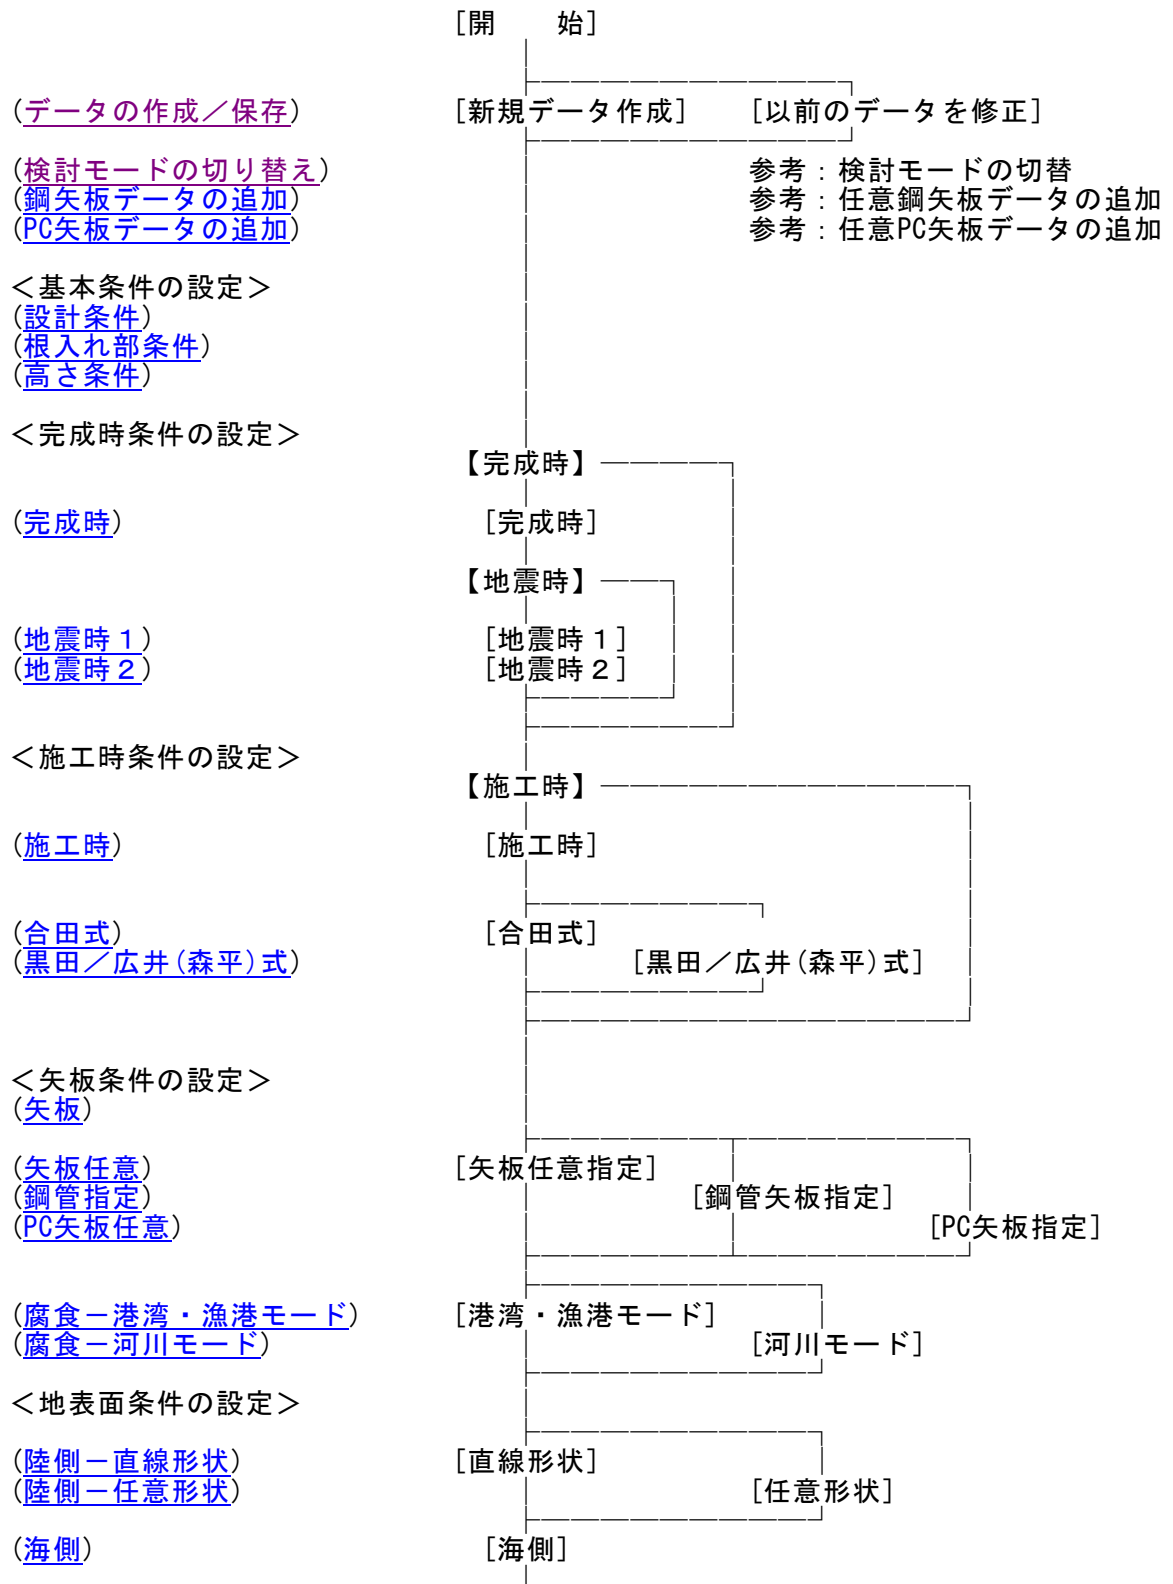 ［開　　始］
(データの作成／保存)　［新規データ作成］　［以前のデータを修正］
(検討モードの切り替え)　参考：検討モードの切替
(鋼矢板データの追加)　参考：任意鋼矢板データの追加
(PC矢板データの追加)　参考：任意PC矢板データの追加
＜基本条件の設定＞
(設計条件)
(根入れ部条件)
(高さ条件)
＜完成時条件の設定＞
【完成時】
(完成時)　［完成時］
【地震時】
(地震時１)　［地震時１］
(地震時２)　［地震時２］
＜施工時条件の設定＞
【施工時】
(施工時)　［施工時］
(合田式)　［合田式］
(黒田／広井(森平)式)　［黒田／広井(森平)式］
＜矢板条件の設定＞
(矢板)
(矢板任意)　［矢板任意指定］
(鋼管指定)　［鋼管矢板指定］
(PC矢板任意)　［PC矢板指定］
(腐食－港湾・漁港モード)　［港湾・漁港モード］
(腐食－河川モード)　［河川モード］
＜地表面条件の設定＞
(陸側－直線形状)　［直線形状］
(陸側－任意形状)　［任意形状］
(海側)　［海側］